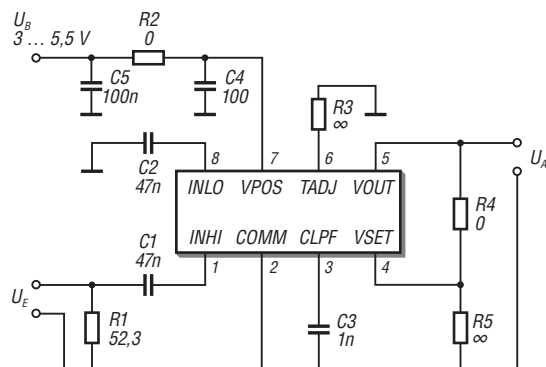 U_B
3 ... 5,5 V
R2
0
C5
100n
C4
100
R3
∞
C2
47n
8
7
6
5
U_A
INLO
VPOS
TADJ
VOUT
R4
0
C1
47n
INHI
COMM
CLPF
VSET
1
2
3
4
U_E
R1
52,3
C3
1n
R5
∞